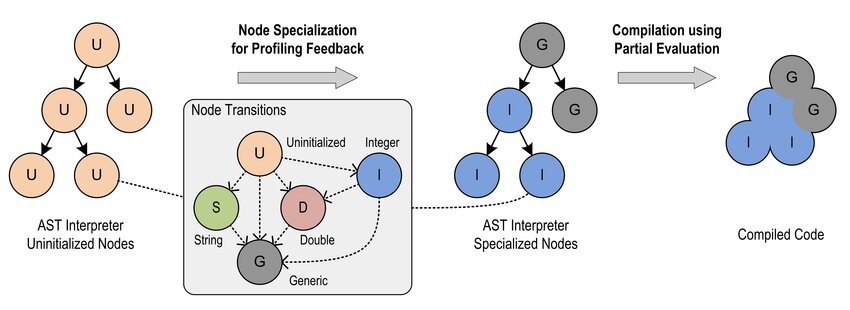 Node Specialization
for Profiling Feedback
Compilation using
Partial Evaluation
U
U
U
U
U
AST Interpreter
Uninitialized Nodes
Node Transitions
U
Uninitialized
Integer
I
S
D
String
Double
G
Generic
G
I
G
I
I
AST Interpreter
Specialized Nodes
G
I
G
I
I
Compiled Code